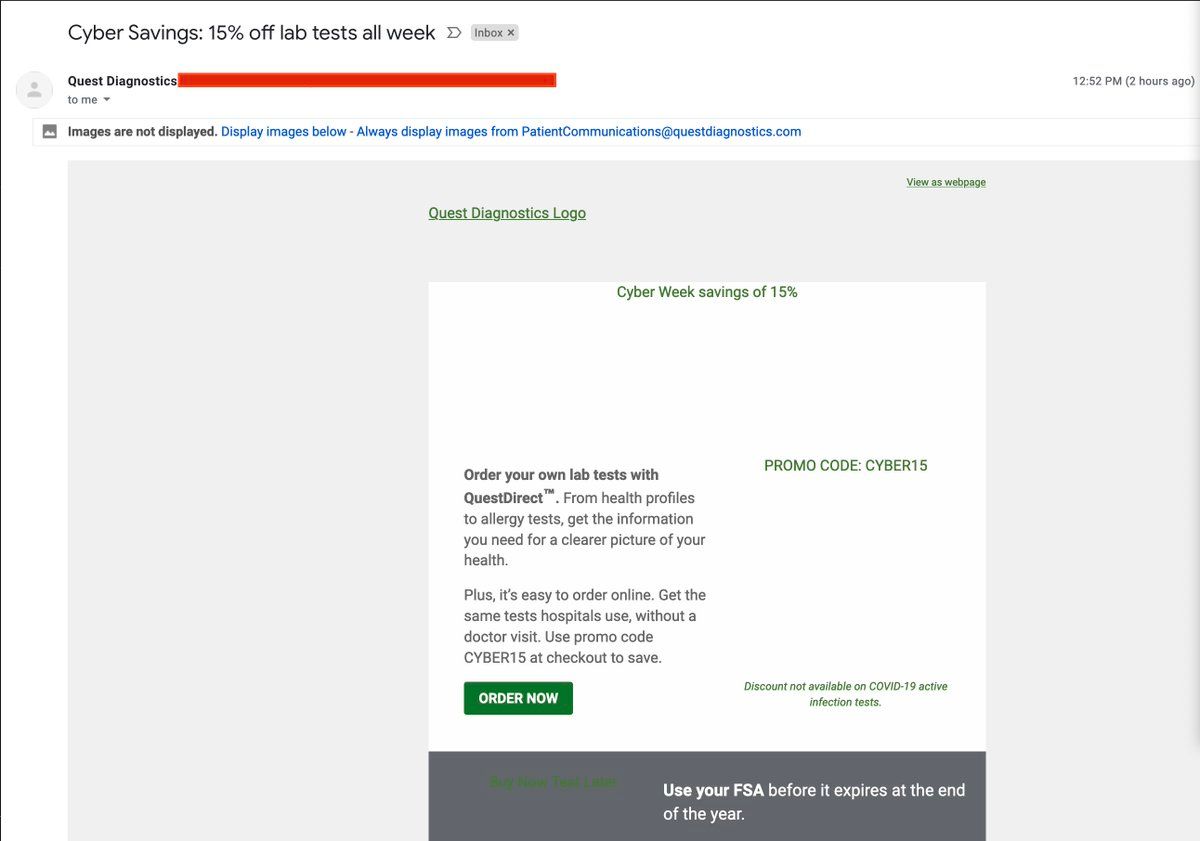 Cyber Savings: 15% off lab tests all week
Inbox ×
Quest Diagnostics
12:52 PM (2 hours ago)
to me
Images are not displayed. Display images below - Always display images from PatientCommunications@questdiagnostics.com
View as webpage
Quest Diagnostics Logo
Cyber Week savings of 15%
Order your own lab tests with
QuestDirect™. From health profiles
to allergy tests, get the information
you need for a clearer picture of your
health.
Plus, it's easy to order online. Get the
same tests hospitals use, without a
doctor visit. Use promo code
CYBER15 at checkout to save.
ORDER NOW
PROMO CODE: CYBER15
Discount not available on COVID-19 active
infection tests.
Buy Now Test Later
Use your FSA before it expires at the end
of the year.